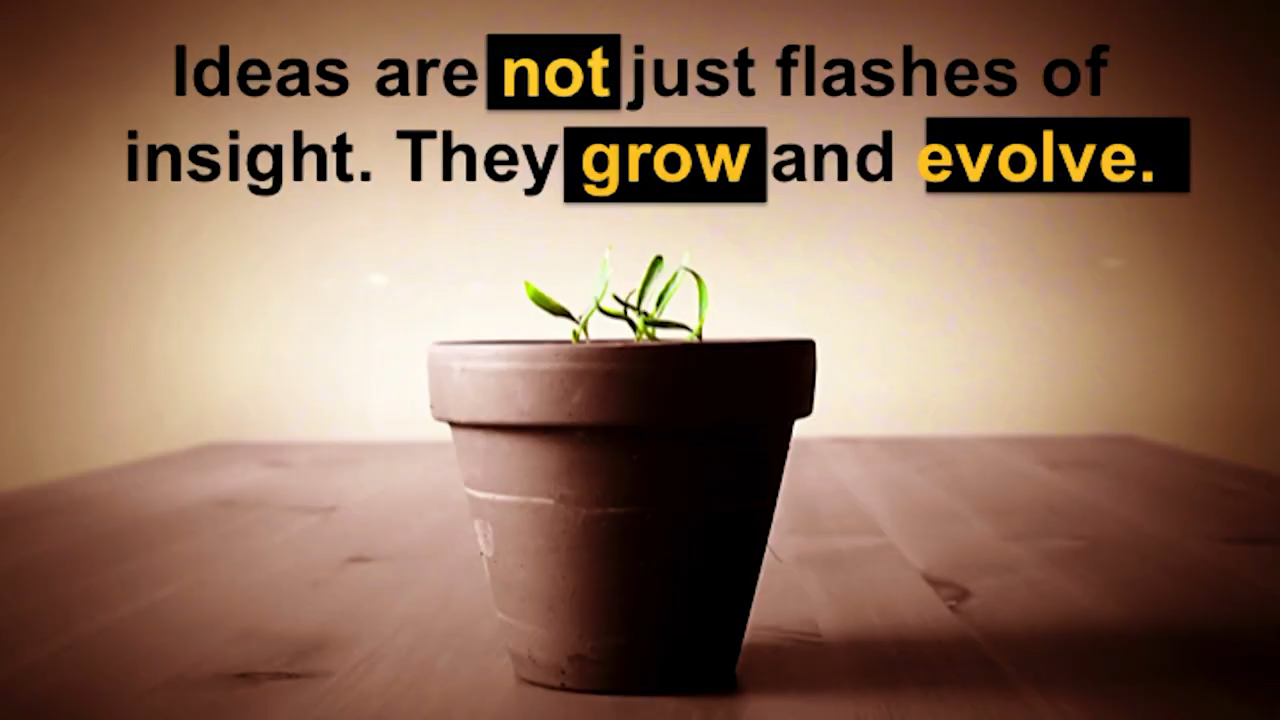 Ideas are not just flashes of
insight. They grow and evolve.